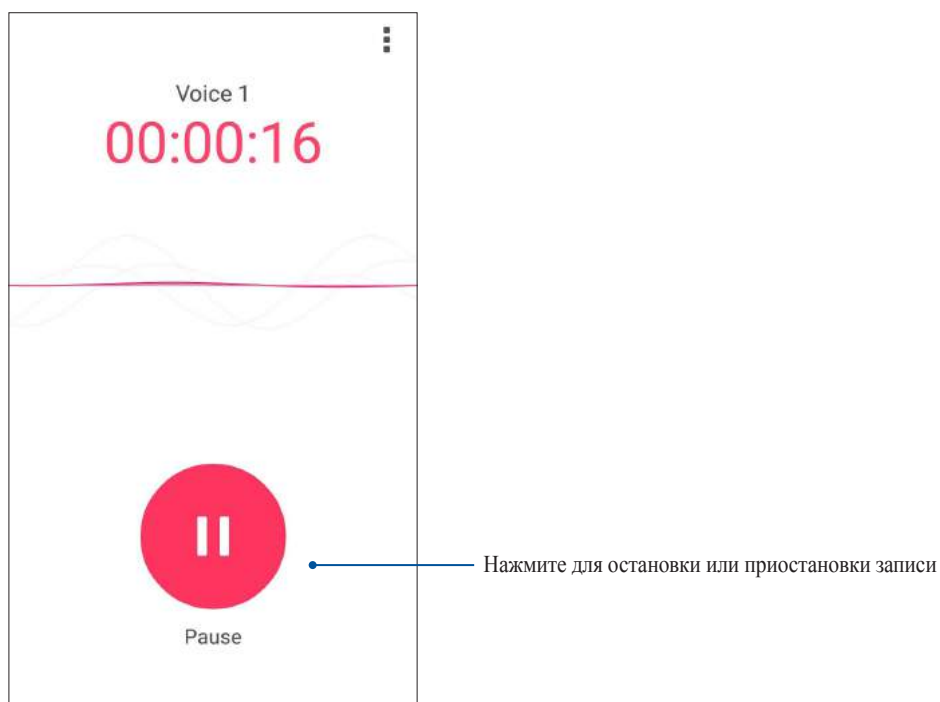 Voice 1
00:00:16
Нажмите для остановки или приостановки записи
Pause